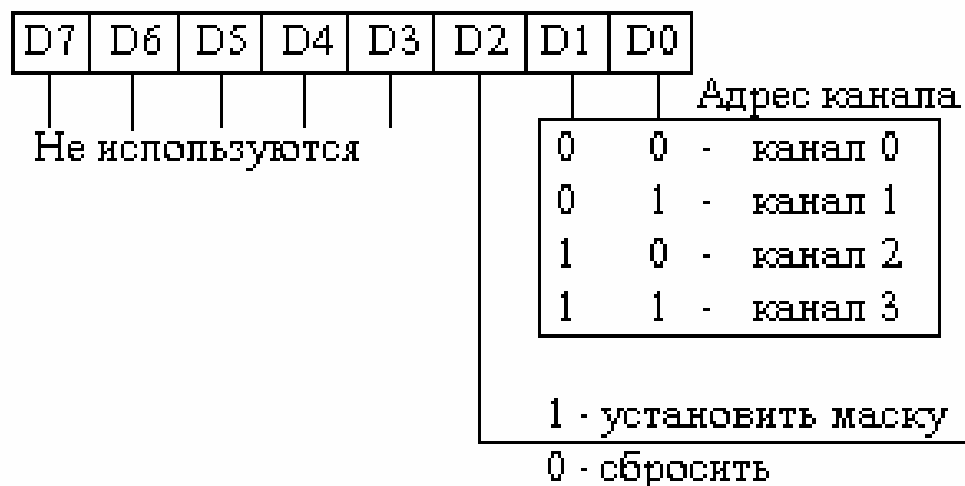 D7 D6 D5 D4 D3 D2 D1 D0
Адрес канала
Не используются
0 0 - канал 0
0 1 - канал 1
1 0 - канал 2
1 1 - канал 3
1 - установить маску
0 - сбросить